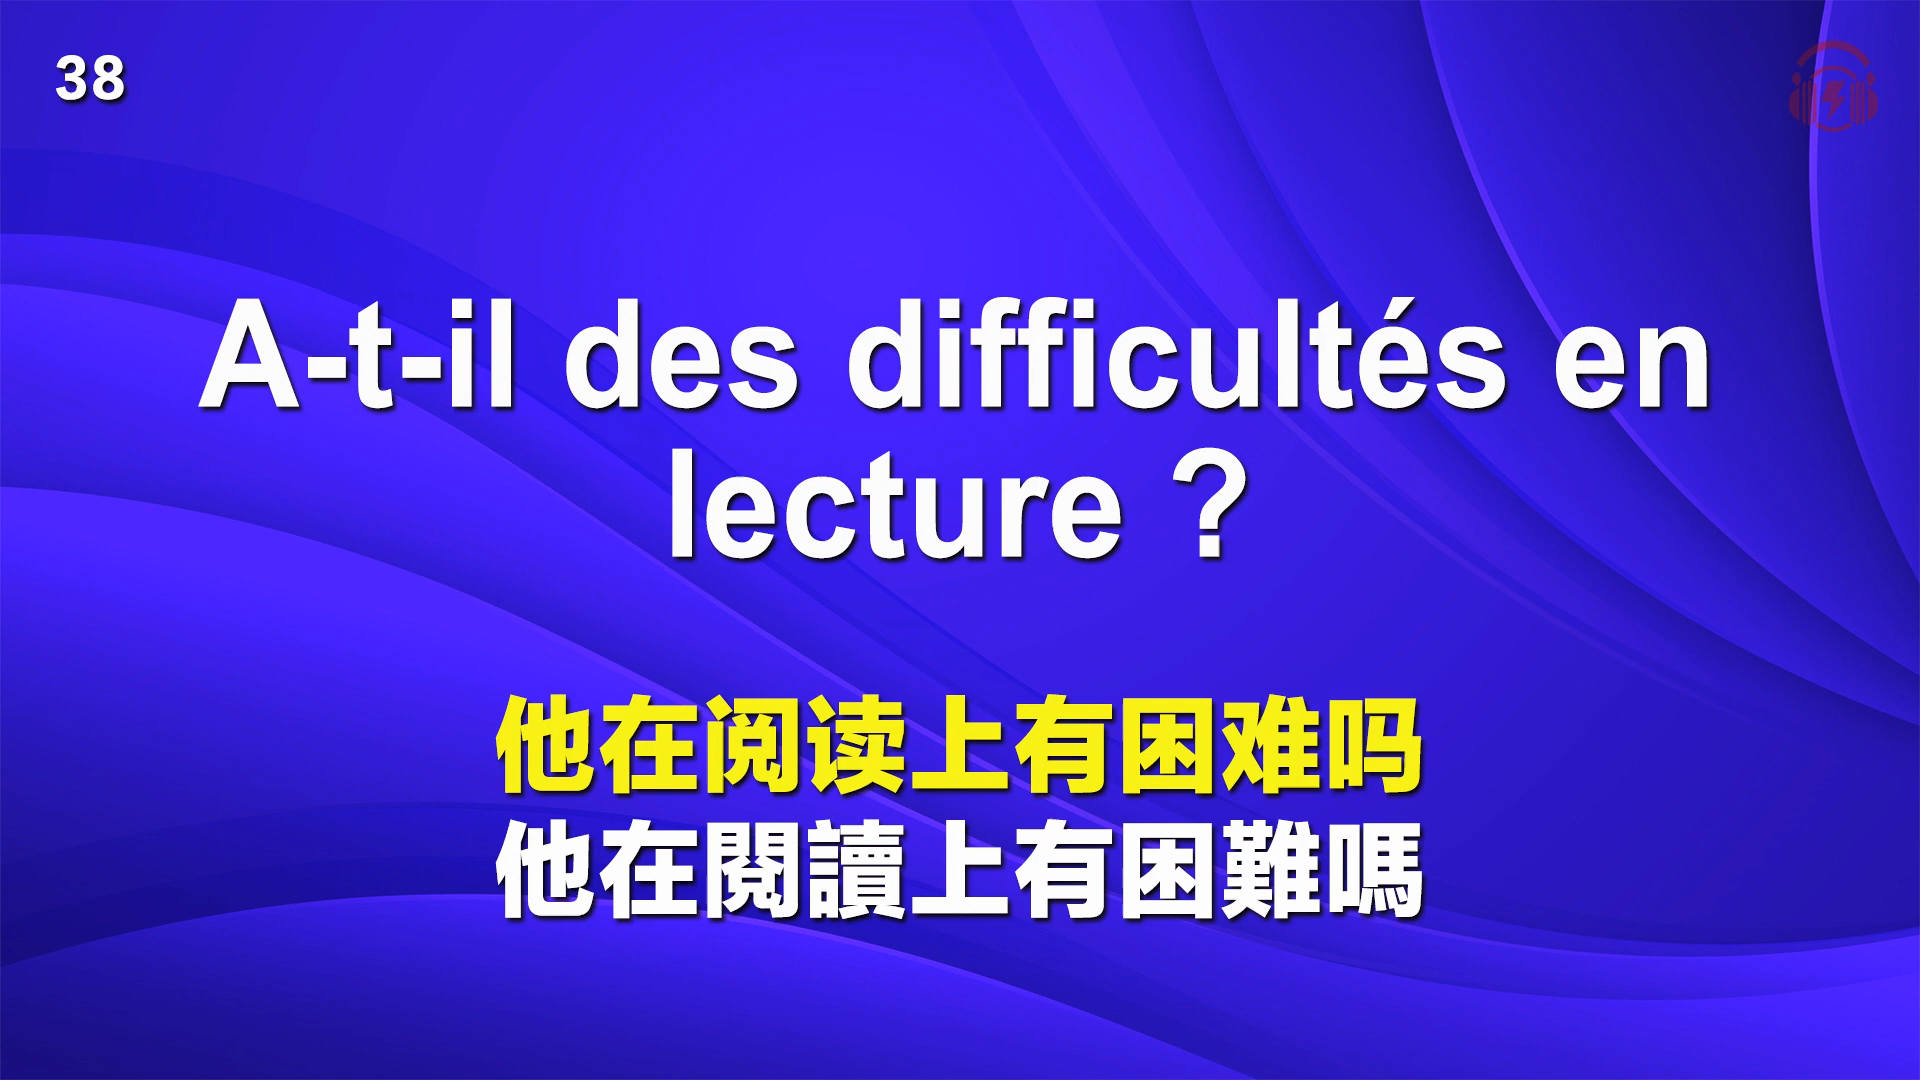 38
A-t-il des difficultés en
lecture ?
他在阅读上有困难吗
他在閱讀上有困難嗎